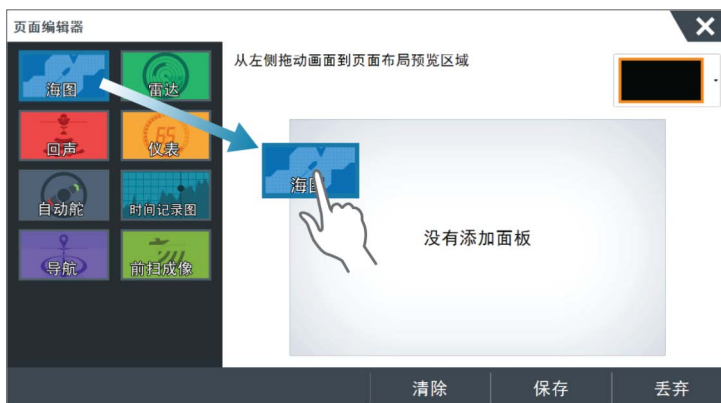 页面编辑器
从左侧拖动画面到页面布局预览区域
海图
雷达
回声
65
仪表
自动舵
时间记录图
导航
前扫成像
海图
没有添加面板
清除
保存
丢弃